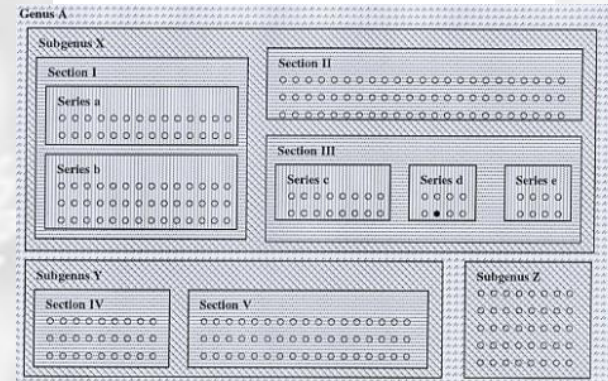 Genus A
Subgenus X
Section I
Series a
Series b
Section II
Section III
Series c
Series d
Series e
Subgenus Y
Section IV
Section V
Subgenus Z